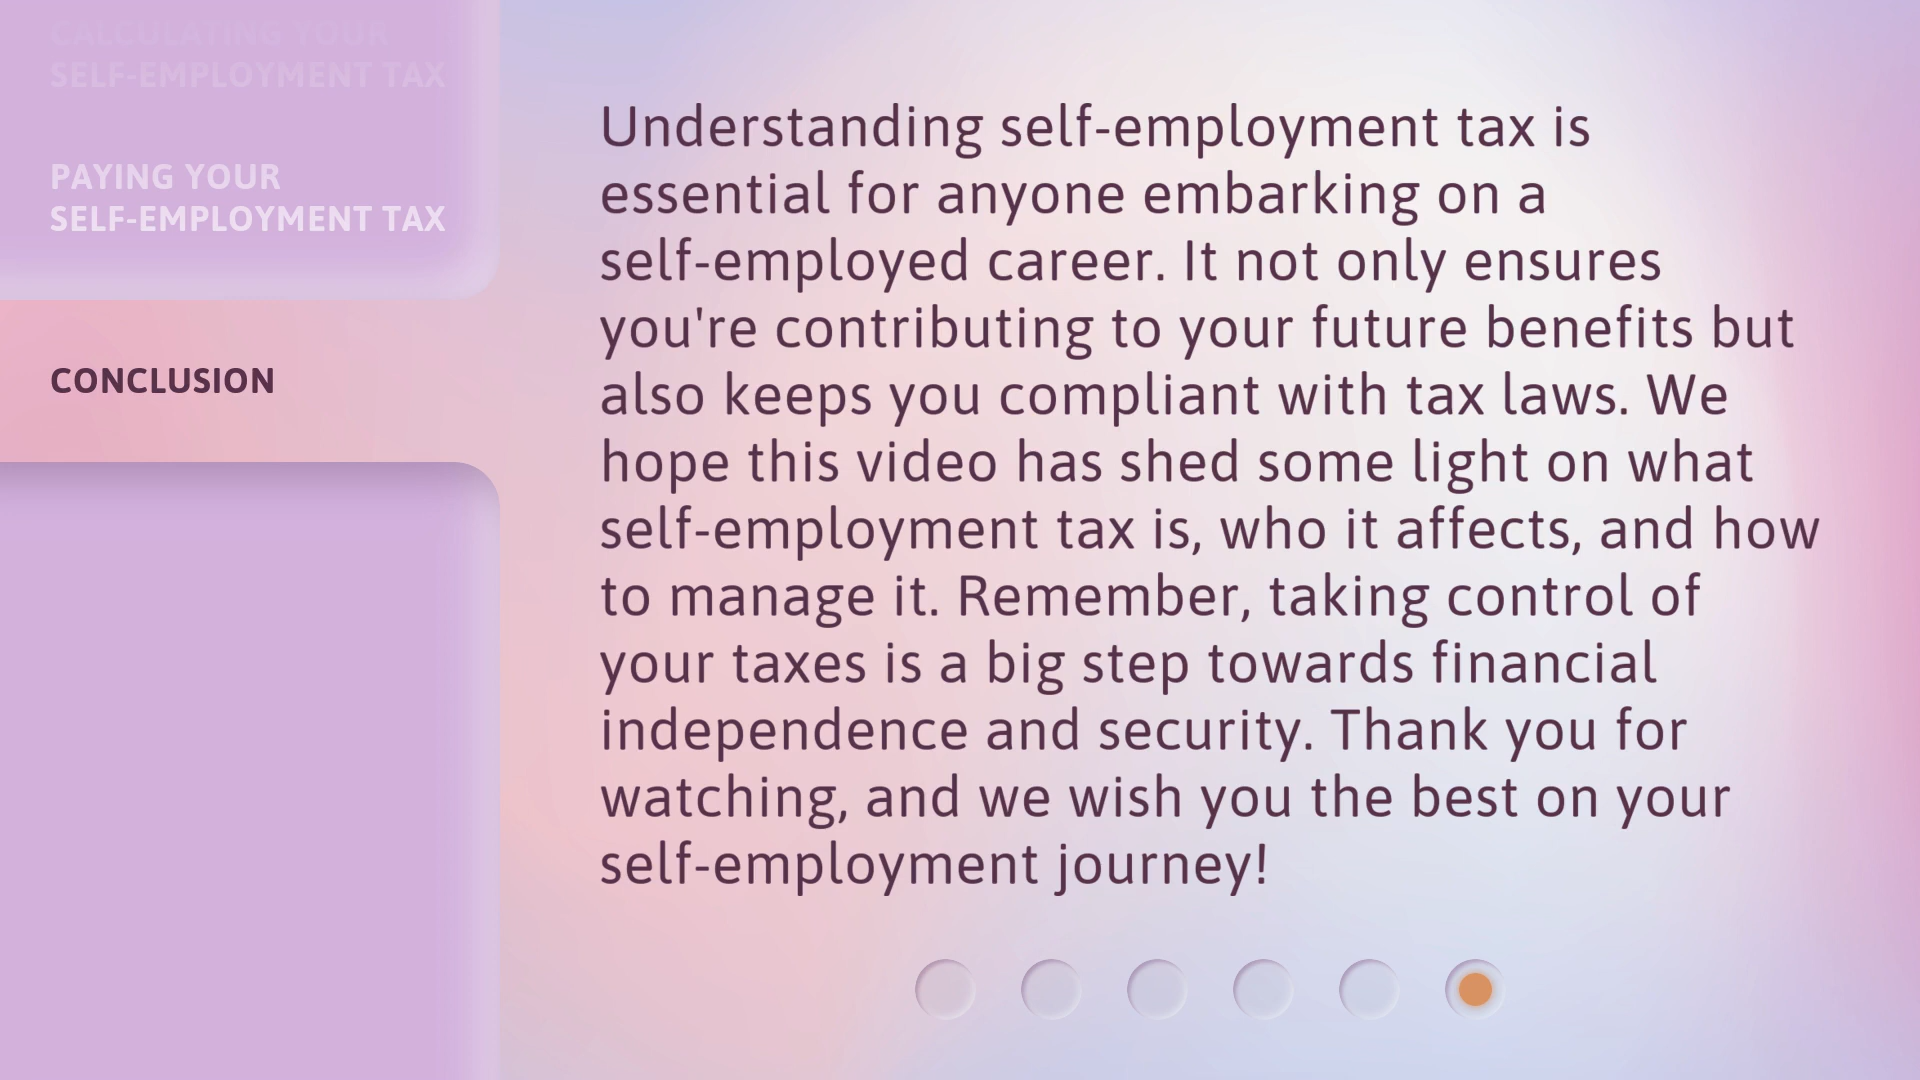 CALCULATING YOUR
SELF-EMPLOYMENT TAX
PAYING YOUR
SELF-EMPLOYMENT TAX
CONCLUSION
Understanding self-employment tax is
essential for anyone embarking on a
self-employed career. It not only ensures
you're contributing to your future benefits but
also keeps you compliant with tax laws. We
hope this video has shed some light on what
self-employment tax is, who it affects, and how
to manage it. Remember, taking control of
your taxes is a big step towards financial
independence and security. Thank you for
watching, and we wish you the best on your
self-employment journey!